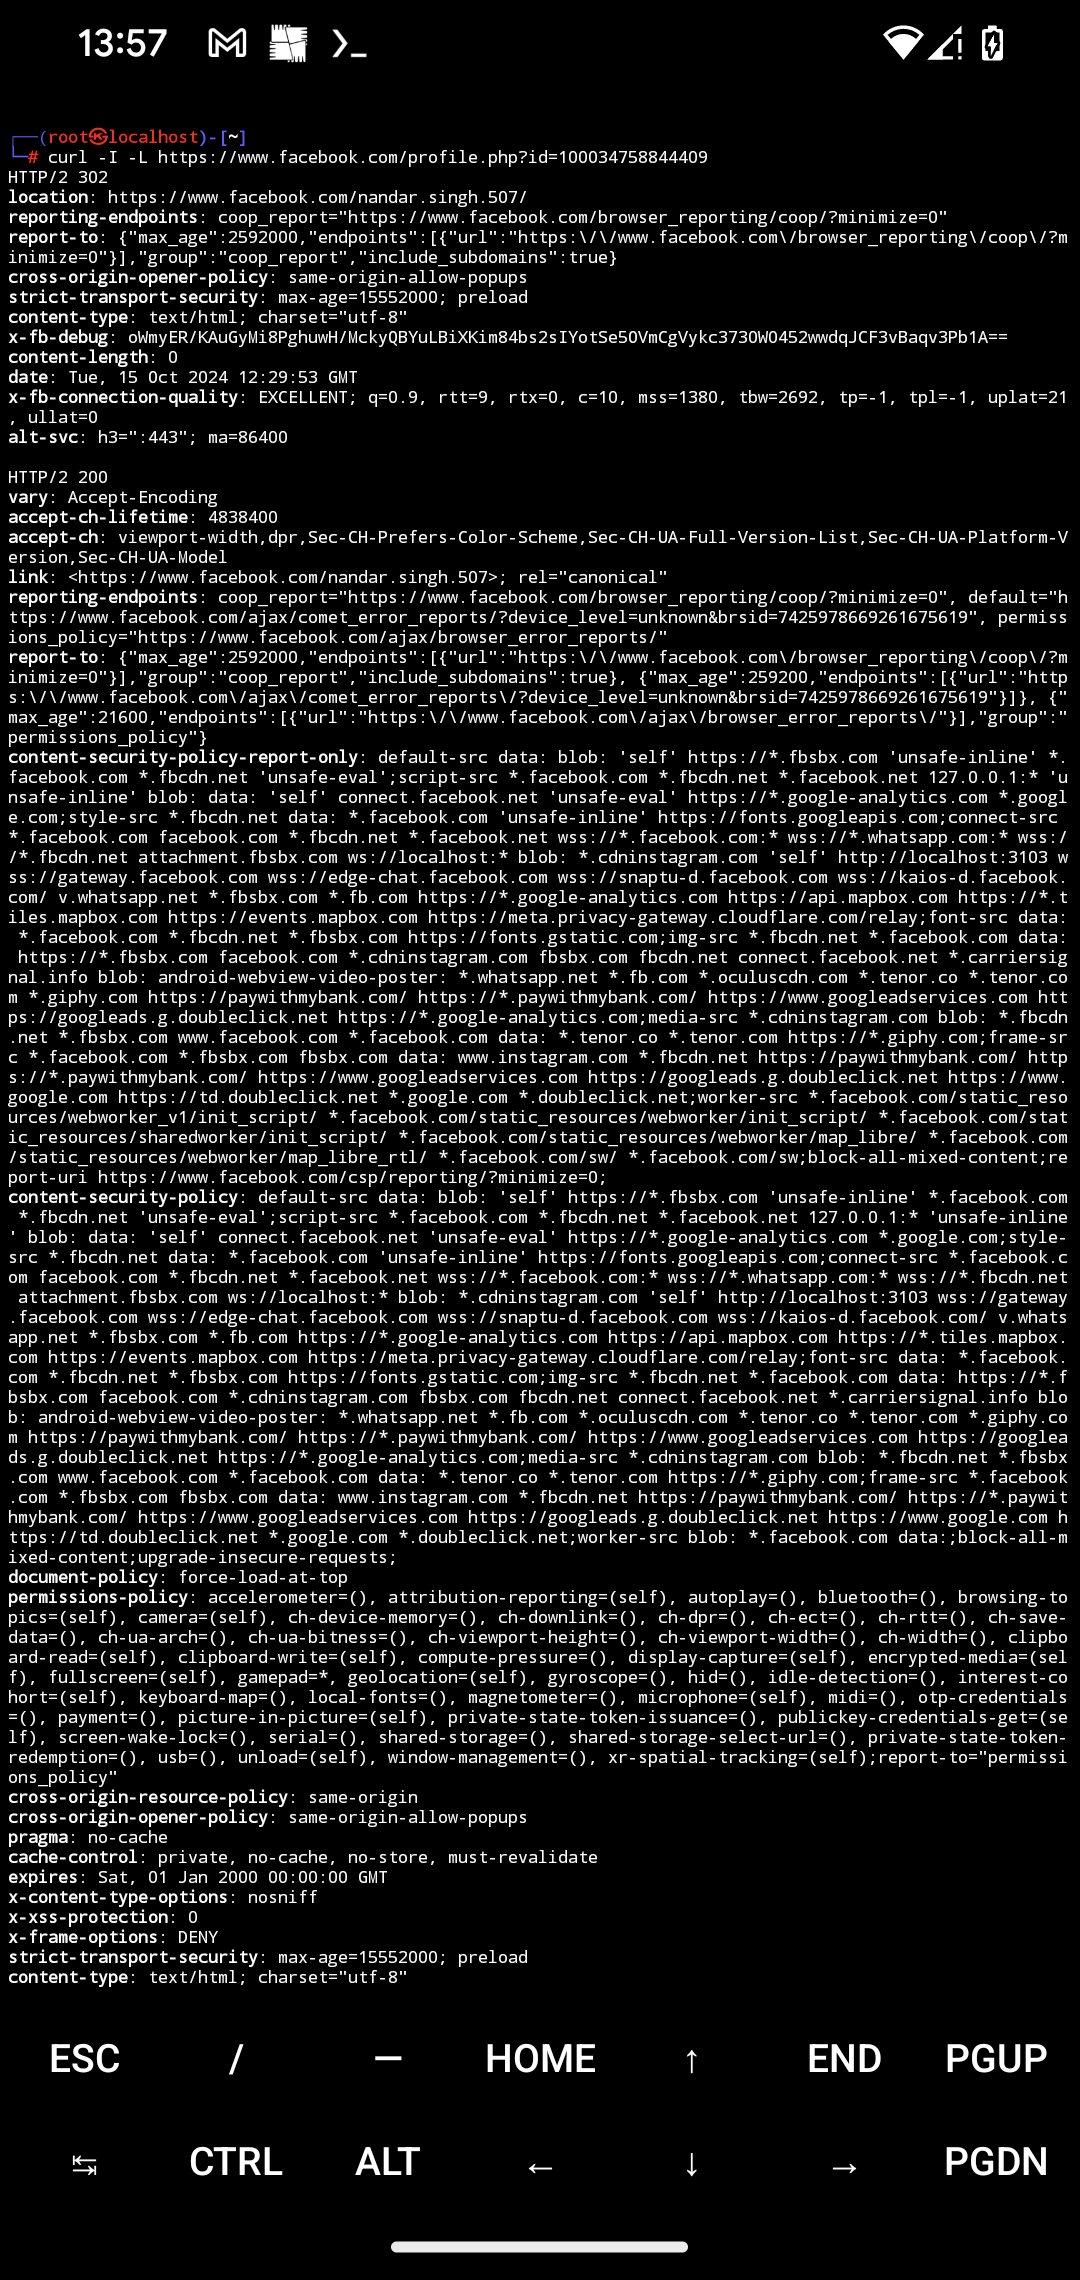 13:57
┌──(root㉿localhost)-[~]
└─# curl -I -L https://www.facebook.com/profile.php?id=100034758844409
HTTP/2 302
location: https://www.facebook.com/nandar.singh.507/
reporting-endpoints: coop_report="https://www.facebook.com/browser_reporting/coop/?minimize=0"
report-to: {"max_age":2592000,"endpoints":[{"url":"https:\/\/www.facebook.com\/browser_reporting\/coop\/?m
inimize=0"}],"group":"coop_report","include_subdomains":true}
cross-origin-opener-policy: same-origin-allow-popups
strict-transport-security: max-age=15552000; preload
content-type: text/html; charset="utf-8"
x-fb-debug: oWmyER/KAuGyMi8PghuwH/MckyQBYuLBiXKim84bs2sIYotSe5OVmCgVykc373OWO452wwdqJCF3vBaqv3Pb1A==
content-length: 0
date: Tue, 15 Oct 2024 12:29:53 GMT
x-fb-connection-quality: EXCELLENT; q=0.9, rtt=9, rtx=0, c=10, mss=1380, tbw=2692, tp=-1, tpl=-1, uplat=21
, ullat=0
alt-svc: h3=":443"; ma=86400
HTTP/2 200
vary: Accept-Encoding
accept-ch-lifetime: 4838400
accept-ch: viewport-width,dpr,Sec-CH-Prefers-Color-Scheme,Sec-CH-UA-Full-Version-List,Sec-CH-UA-Platform-V
ersion,Sec-CH-UA-Model
link: <https://www.facebook.com/nandar.singh.507>; rel="canonical"
reporting-endpoints: coop_report="https://www.facebook.com/browser_reporting/coop/?minimize=0", default="h
ttps://www.facebook.com/ajax/comet_error_reports/?device_level=unknown&brsid=7425978669261675619", permiss
ions_policy="https://www.facebook.com/ajax/browser_error_reports/"
report-to: {"max_age":2592000,"endpoints":[{"url":"https:\/\/www.facebook.com\/browser_reporting\/coop\/?m
inimize=0"}],"group":"coop_report","include_subdomains":true}, {"max_age":259200,"endpoints":[{"url":"http
s:\/\/www.facebook.com\/ajax\/comet_error_reports\/?device_level=unknown&brsid=7425978669261675619"}]}, {"
max_age":21600,"endpoints":[{"url":"https:\/\/www.facebook.com\/ajax\/browser_error_reports\/"}],"group":"
permissions_policy"}
content-security-policy-report-only: default-src data: blob: 'self' https://*.fbsbx.com 'unsafe-inline' *.
facebook.com *.fbcdn.net 'unsafe-eval';script-src *.facebook.com *.fbcdn.net *.facebook.net 127.0.0.1:* 'u
nsafe-inline' blob: data: 'self' connect.facebook.net 'unsafe-eval' https://*.google-analytics.com *.googl
e.com;style-src *.fbcdn.net data: *.facebook.com 'unsafe-inline' https://fonts.googleapis.com;connect-src 
*.facebook.com facebook.com *.fbcdn.net *.facebook.net wss://*.facebook.com:* wss://*.whatsapp.com:* wss:/
/*.fbcdn.net attachment.fbsbx.com ws://localhost:* blob: *.cdninstagram.com 'self' http://localhost:3103 w
ss://gateway.facebook.com wss://edge-chat.facebook.com wss://snaptu-d.facebook.com wss://kaios-d.facebook.
com/ v.whatsapp.net *.fbsbx.com *.fb.com https://*.google-analytics.com https://api.mapbox.com https://*.t
iles.mapbox.com https://events.mapbox.com https://meta.privacy-gateway.cloudflare.com/relay;font-src data:
 *.facebook.com *.fbcdn.net *.fbsbx.com https://fonts.gstatic.com;img-src *.fbcdn.net *.facebook.com data:
 https://*.fbsbx.com facebook.com *.cdninstagram.com fbsbx.com fbcdn.net connect.facebook.net *.carriersig
nal.info blob: android-webview-video-poster: *.whatsapp.net *.fb.com *.oculuscdn.com *.tenor.co *.tenor.co
m *.giphy.com https://paywithmybank.com/ https://*.paywithmybank.com/ https://www.googleadservices.com htt
ps://googleads.g.doubleclick.net https://*.google-analytics.com;media-src *.cdninstagram.com blob: *.fbcdn
.net *.fbsbx.com www.facebook.com *.facebook.com data: *.tenor.co *.tenor.com https://*.giphy.com;frame-sr
c *.facebook.com *.fbsbx.com fbsbx.com data: www.instagram.com *.fbcdn.net https://paywithmybank.com/ http
s://*.paywithmybank.com/ https://www.googleadservices.com https://googleads.g.doubleclick.net https://www.
google.com https://td.doubleclick.net *.google.com *.doubleclick.net;worker-src *.facebook.com/static_reso
urces/webworker_v1/init_script/ *.facebook.com/static_resources/webworker/init_script/ *.facebook.com/stat
ic_resources/sharedworker/init_script/ *.facebook.com/static_resources/webworker/map_libre/ *.facebook.com
/static_resources/webworker/map_libre_rtl/ *.facebook.com/sw/ *.facebook.com/sw;block-all-mixed-content;re
port-uri https://www.facebook.com/csp/reporting/?minimize=0;
content-security-policy: default-src data: blob: 'self' https://*.fbsbx.com 'unsafe-inline' *.facebook.com
 *.fbcdn.net 'unsafe-eval';script-src *.facebook.com *.fbcdn.net *.facebook.net 127.0.0.1:* 'unsafe-inline
' blob: data: 'self' connect.facebook.net 'unsafe-eval' https://*.google-analytics.com *.google.com;style-
src *.fbcdn.net data: *.facebook.com 'unsafe-inline' https://fonts.googleapis.com;connect-src *.facebook.c
om facebook.com *.fbcdn.net *.facebook.net wss://*.facebook.com:* wss://*.whatsapp.com:* wss://*.fbcdn.net
 attachment.fbsbx.com ws://localhost:* blob: *.cdninstagram.com 'self' http://localhost:3103 wss://gateway
.facebook.com wss://edge-chat.facebook.com wss://snaptu-d.facebook.com wss://kaios-d.facebook.com/ v.whats
app.net *.fbsbx.com *.fb.com https://*.google-analytics.com https://api.mapbox.com https://*.tiles.mapbox.
com https://events.mapbox.com https://meta.privacy-gateway.cloudflare.com/relay;font-src data: *.facebook.
com *.fbcdn.net *.fbsbx.com https://fonts.gstatic.com;img-src *.fbcdn.net *.facebook.com data: https://*.f
bsbx.com facebook.com *.cdninstagram.com fbsbx.com fbcdn.net connect.facebook.net *.carriersignal.info blo
b: android-webview-video-poster: *.whatsapp.net *.fb.com *.oculuscdn.com *.tenor.co *.tenor.com *.giphy.co
m https://paywithmybank.com/ https://*.paywithmybank.com/ https://www.googleadservices.com https://googlea
ds.g.doubleclick.net https://*.google-analytics.com;media-src *.cdninstagram.com blob: *.fbcdn.net *.fbsbx
.com www.facebook.com *.facebook.com data: *.tenor.co *.tenor.com https://*.giphy.com;frame-src *.facebook
.com *.fbsbx.com fbsbx.com data: www.instagram.com *.fbcdn.net https://paywithmybank.com/ https://*.paywit
hmybank.com/ https://www.googleadservices.com https://googleads.g.doubleclick.net https://www.google.com h
ttps://td.doubleclick.net *.google.com *.doubleclick.net;worker-src blob: *.facebook.com data:;block-all-m
ixed-content;upgrade-insecure-requests;
document-policy: force-load-at-top
permissions-policy: accelerometer=(), attribution-reporting=(self), autoplay=(), bluetooth=(), browsing-to
pics=(self), camera=(self), ch-device-memory=(), ch-downlink=(), ch-dpr=(), ch-ect=(), ch-rtt=(), ch-save-
data=(), ch-ua-arch=(), ch-ua-bitness=(), ch-viewport-height=(), ch-viewport-width=(), ch-width=(), clipbo
ard-read=(self), clipboard-write=(self), compute-pressure=(), display-capture=(self), encrypted-media=(sel
f), fullscreen=(self), gamepad=*, geolocation=(self), gyroscope=(), hid=(), idle-detection=(), interest-co
hort=(self), keyboard-map=(), local-fonts=(), magnetometer=(), microphone=(self), midi=(), otp-credentials
=(), payment=(), picture-in-picture=(self), private-state-token-issuance=(), publickey-credentials-get=(se
lf), screen-wake-lock=(), serial=(), shared-storage=(), shared-storage-select-url=(), private-state-token-
redemption=(), usb=(), unload=(self), window-management=(), xr-spatial-tracking=(self);report-to="permissi
ons_policy"
cross-origin-resource-policy: same-origin
cross-origin-opener-policy: same-origin-allow-popups
pragma: no-cache
cache-control: private, no-cache, no-store, must-revalidate
expires: Sat, 01 Jan 2000 00:00:00 GMT
x-content-type-options: nosniff
x-xss-protection: 0
x-frame-options: DENY
strict-transport-security: max-age=15552000; preload
content-type: text/html; charset="utf-8"
ESC / — HOME ↑ END PGUP
↹ CTRL ALT ← ↓ → PGDN